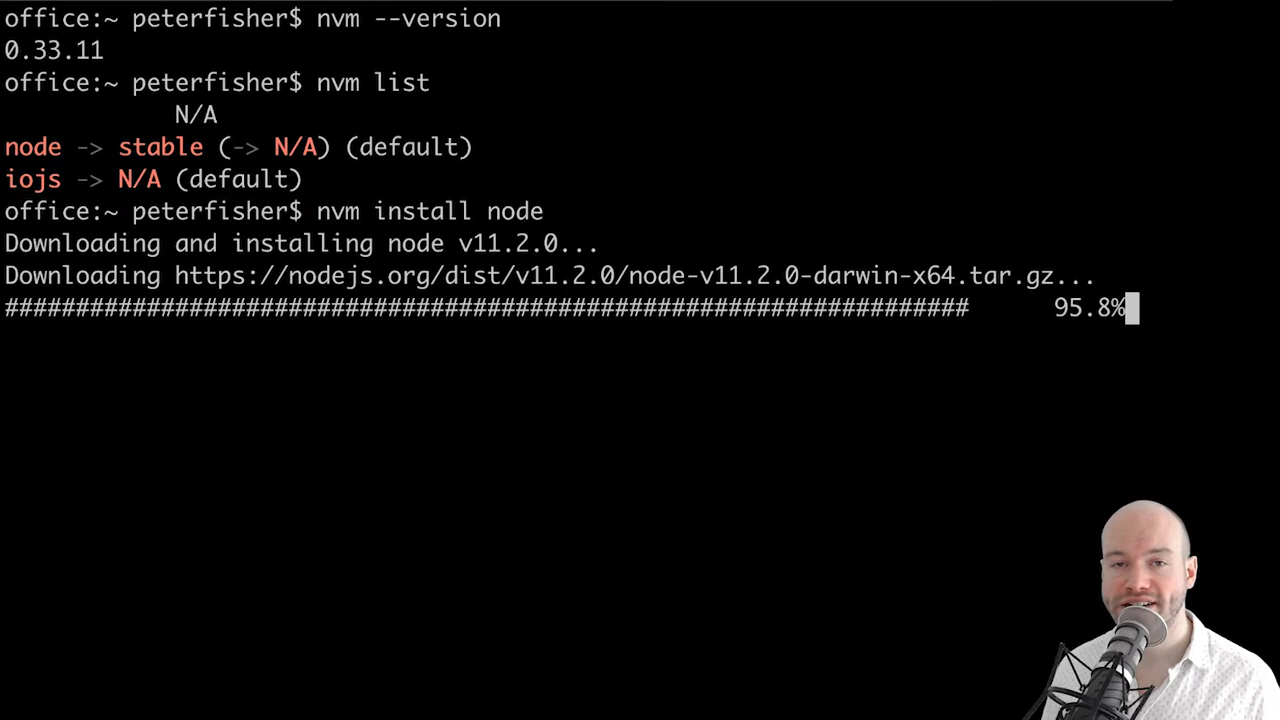 office:~ peterfisher$ nvm --version
0.33.11
office:~ peterfisher$ nvm list
N/A
node -> stable (-> N/A) (default)
iojs -> N/A (default)
office:~ peterfisher$ nvm install node
Downloading and installing node v11.2.0...
Downloading https://nodejs.org/dist/v11.2.0/node-v11.2.0-darwin-x64.tar.gz...
#################################################################### 95.8%